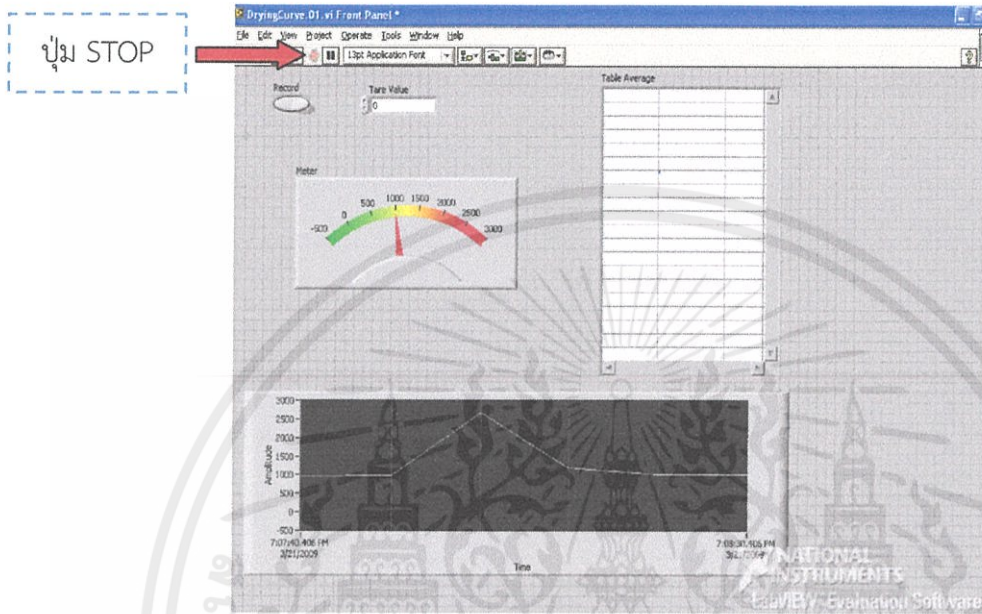 DryingCurve.01.vi Front Panel *
ปุ่ม STOP
File Edit View Project Operate Tools Window Help
13pt Application Font
Record
Tare Value
0
Table Average
Meter
-500 0 500 1000 1500 2000 2500 3000
3000
2500
2000
1500
1000
500
0
-500
Amplitude
7:07:40.406 PM
3/21/2009
7:08:30.406 PM
3/21/2009
Time
NATIONAL
INSTRUMENTS
LabVIEW Evaluation Software